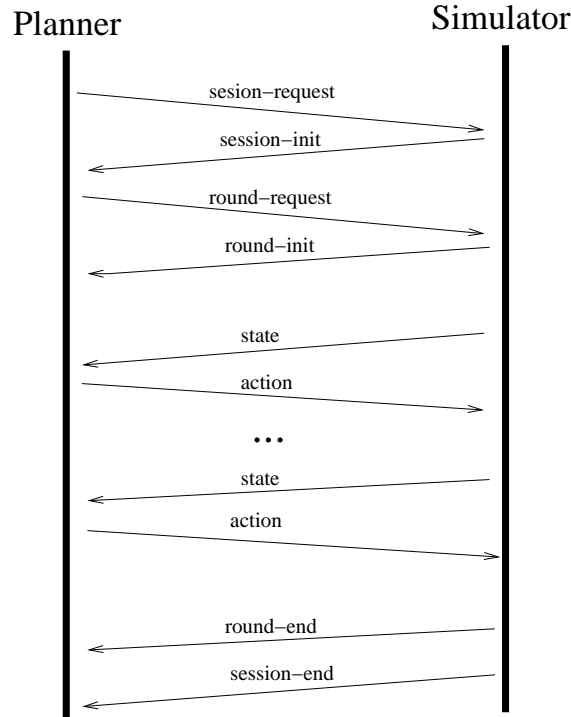 Planner
Simulator
sesion−request
session−init
round−request
round−init
state
action
...
state
action
round−end
session−end